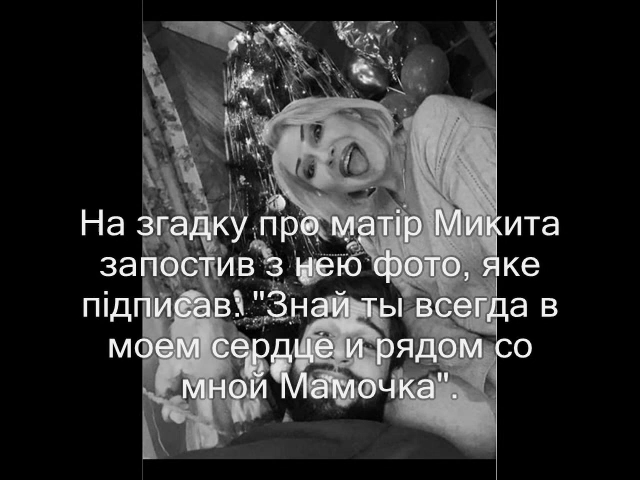 На згадку про матір Микита
запостив з нею фото, яке
підписав: "Знай ты всегда в
моем сердце и рядом со
мной Мамочка".